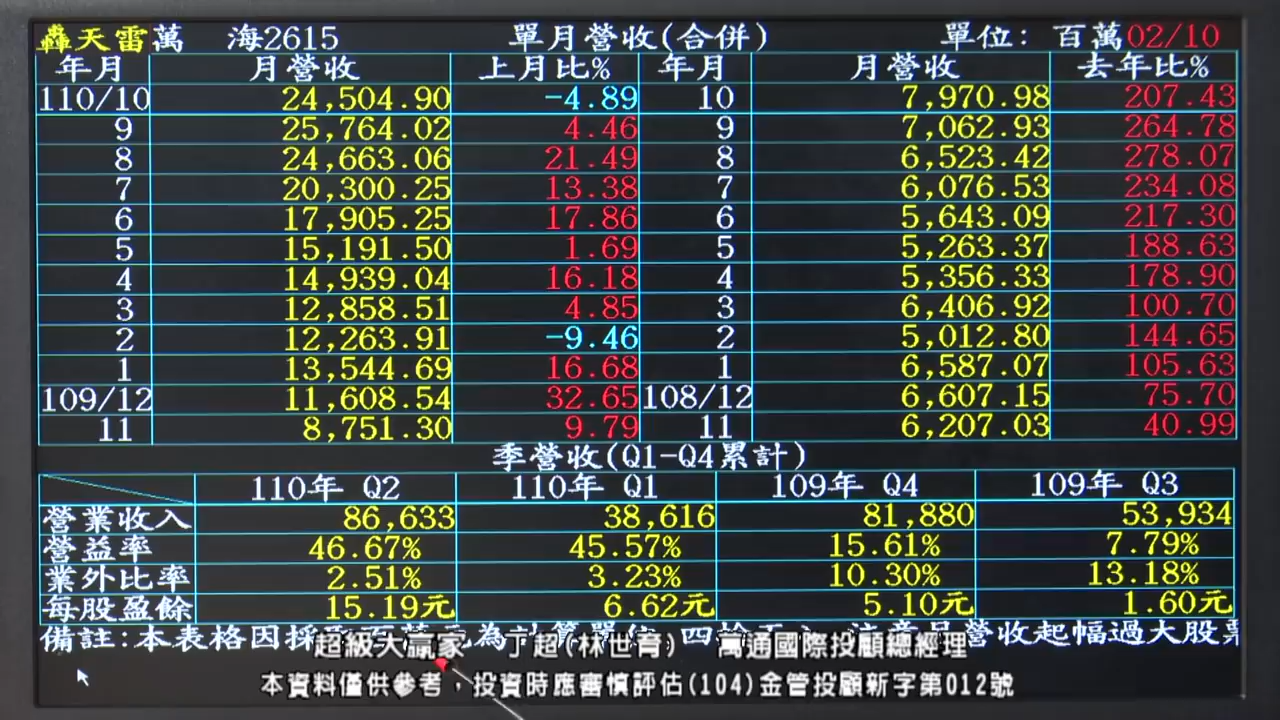 轟天雷萬 海2615 單月營收(合併) 單位: 百萬02/10
年月 月營收 上月比% 年月 月營收 去年比%
110/10 24,504.90 -4.89 10 7,970.98 207.43
9 25,764.02 4.46 9 7,062.93 264.78
8 24,663.06 21.49 8 6,523.42 278.07
7 20,300.25 13.38 7 6,076.53 234.08
6 17,905.25 17.86 6 5,643.09 217.30
5 15,191.50 1.69 5 5,263.37 188.63
4 14,939.04 16.18 4 5,356.33 178.90
3 12,858.51 4.85 3 6,406.92 100.70
2 12,263.91 -9.46 2 5,012.80 144.65
1 13,544.69 16.68 1 6,587.07 105.63
109/12 11,608.54 32.65 108/12 6,607.15 75.70
11 8,751.30 9.79 11 6,207.03 40.99
季營收(Q1-Q4累計)
110年 Q2 110年 Q1 109年 Q4 109年 Q3
營業收入 86,633 38,616 81,880 53,934
營益率 46.67% 45.57% 15.61% 7.79%
業外比率 2.51% 3.23% 10.30% 13.18%
每股盈餘 15.19元 6.62元 5.10元 1.60元
備註:本表格因採 為計算單位 營收起幅過大股票
超級大贏家 丁超(林世育) 萬通國際投顧總經理
本資料僅供參考，投資時應審慎評估(104)金管投顧新字第012號